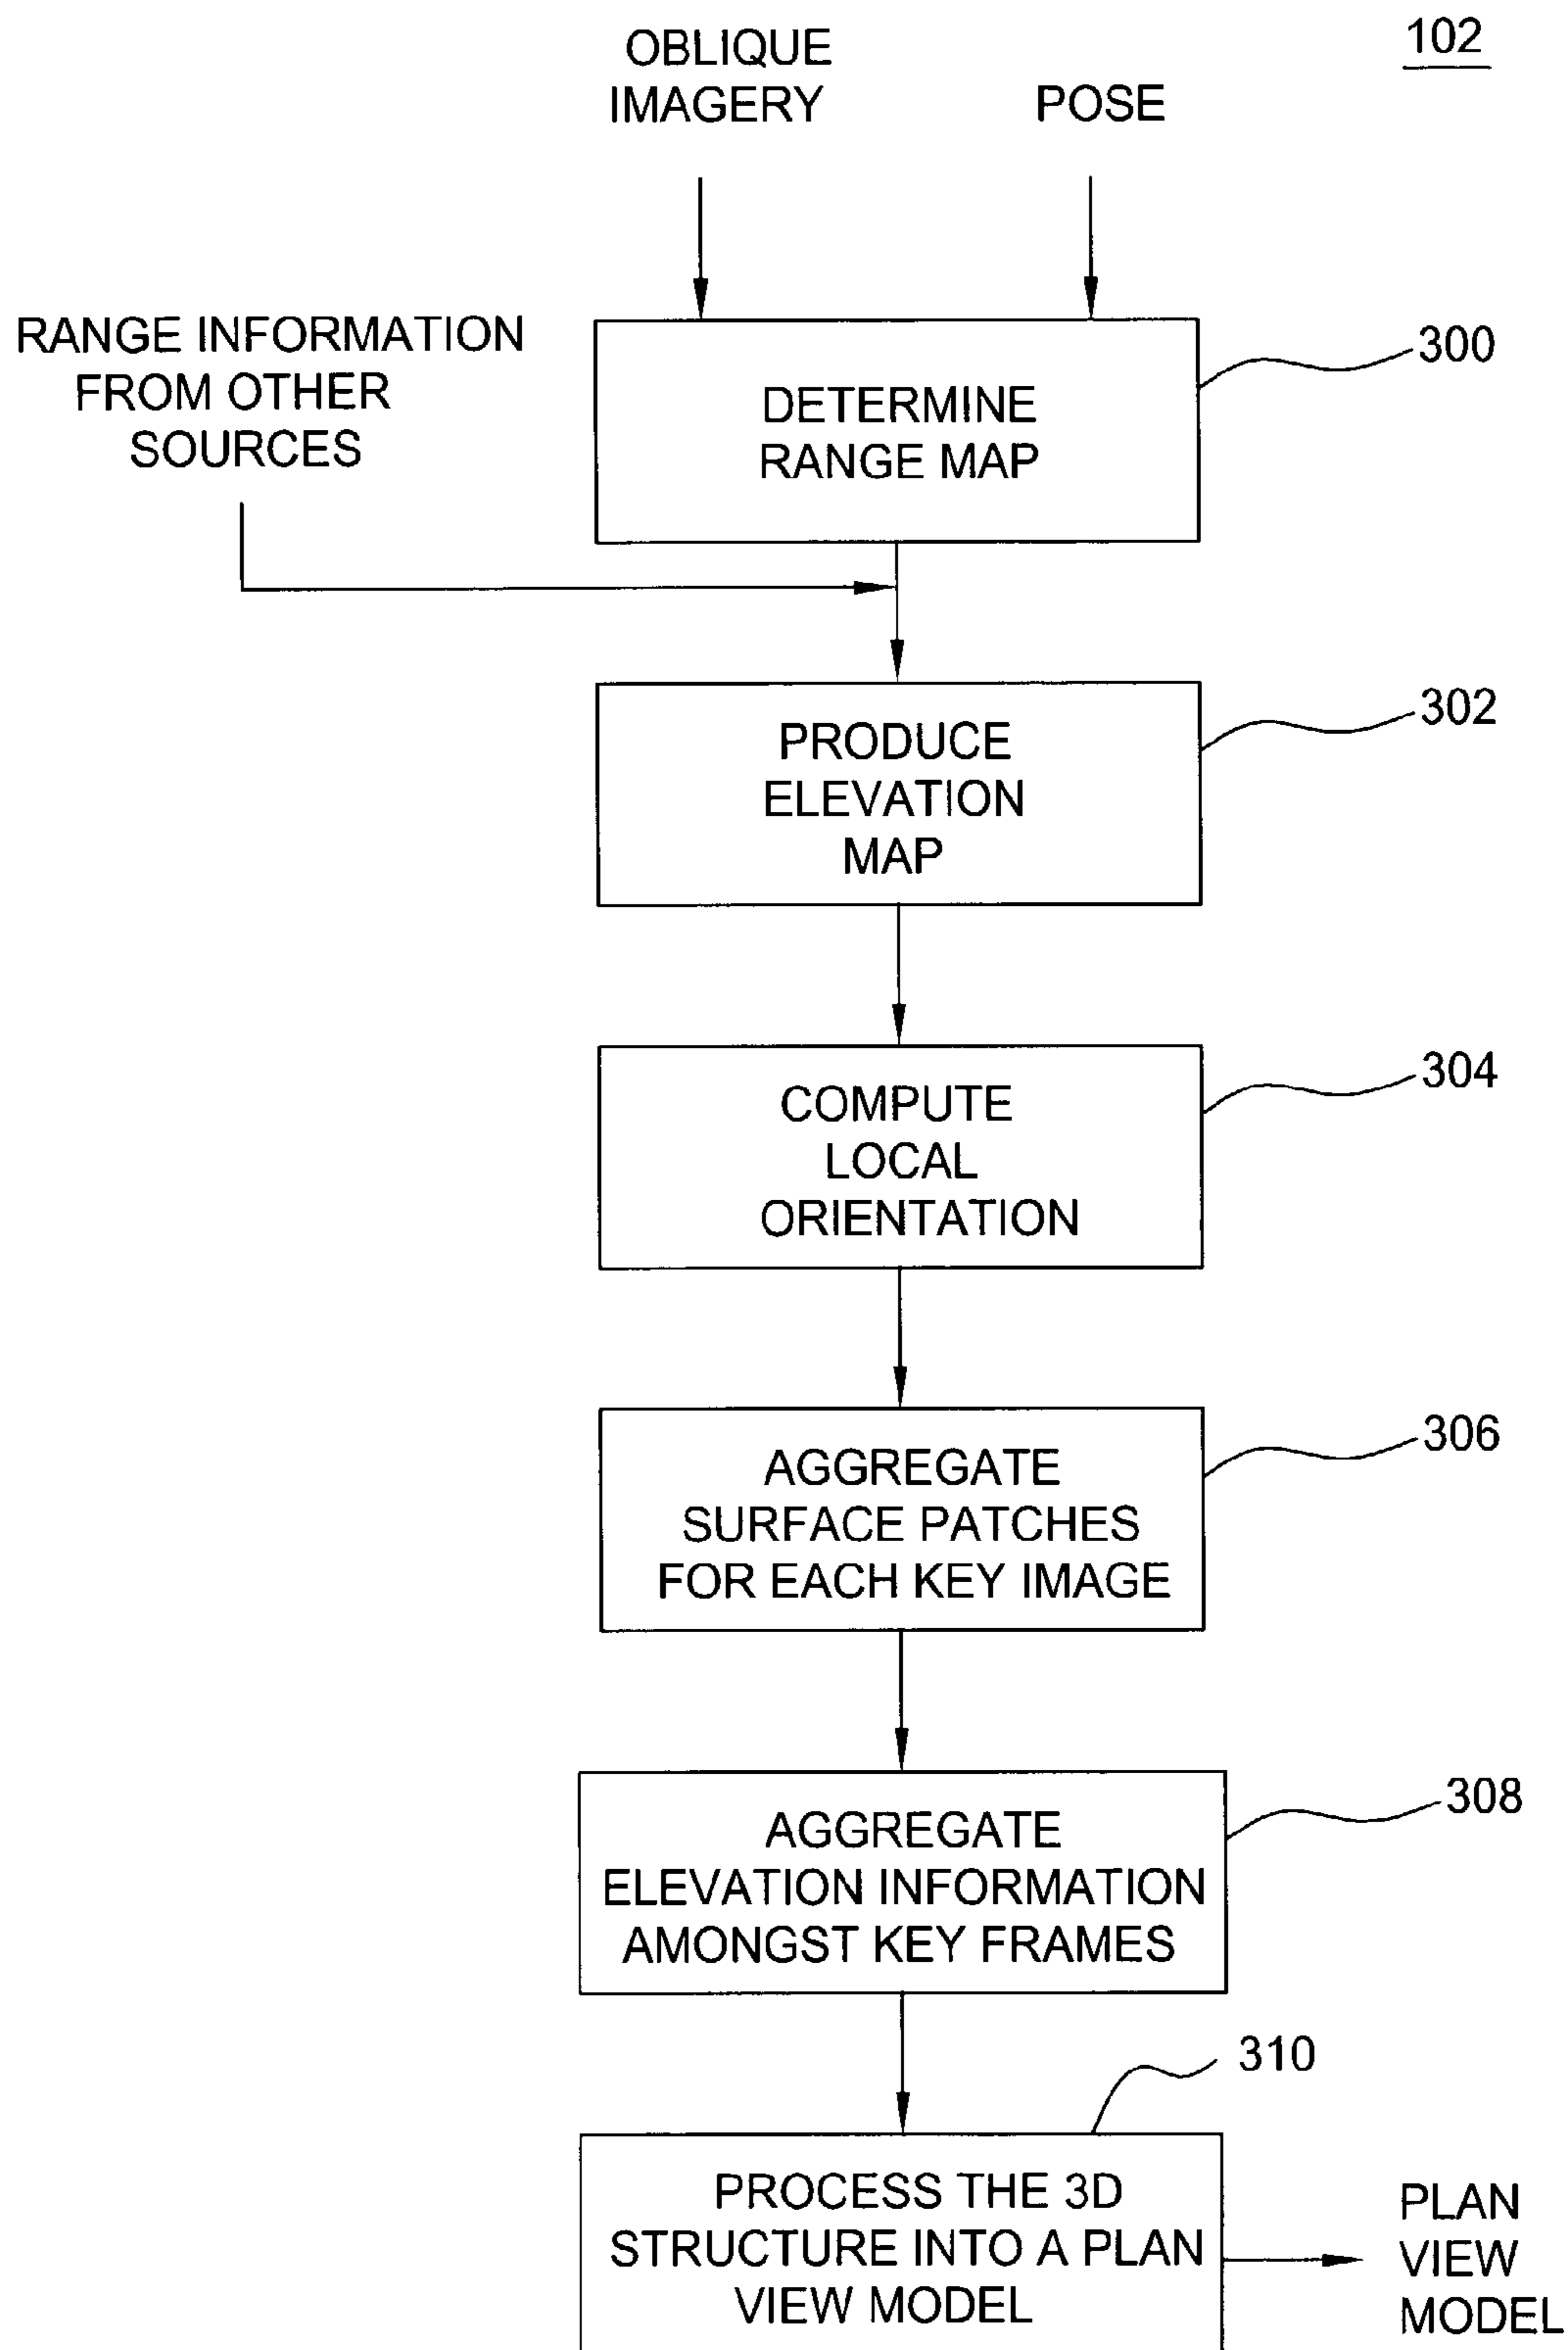 102
OBLIQUE
IMAGERY
POSE
RANGE INFORMATION
FROM OTHER
SOURCES
300
DETERMINE
RANGE MAP
302
PRODUCE
ELEVATION
MAP
304
COMPUTE
LOCAL
ORIENTATION
306
AGGREGATE
SURFACE PATCHES
FOR EACH KEY IMAGE
308
AGGREGATE
ELEVATION INFORMATION
AMONGST KEY FRAMES
310
PROCESS THE 3D
STRUCTURE INTO A PLAN
VIEW MODEL
PLAN
VIEW
MODEL